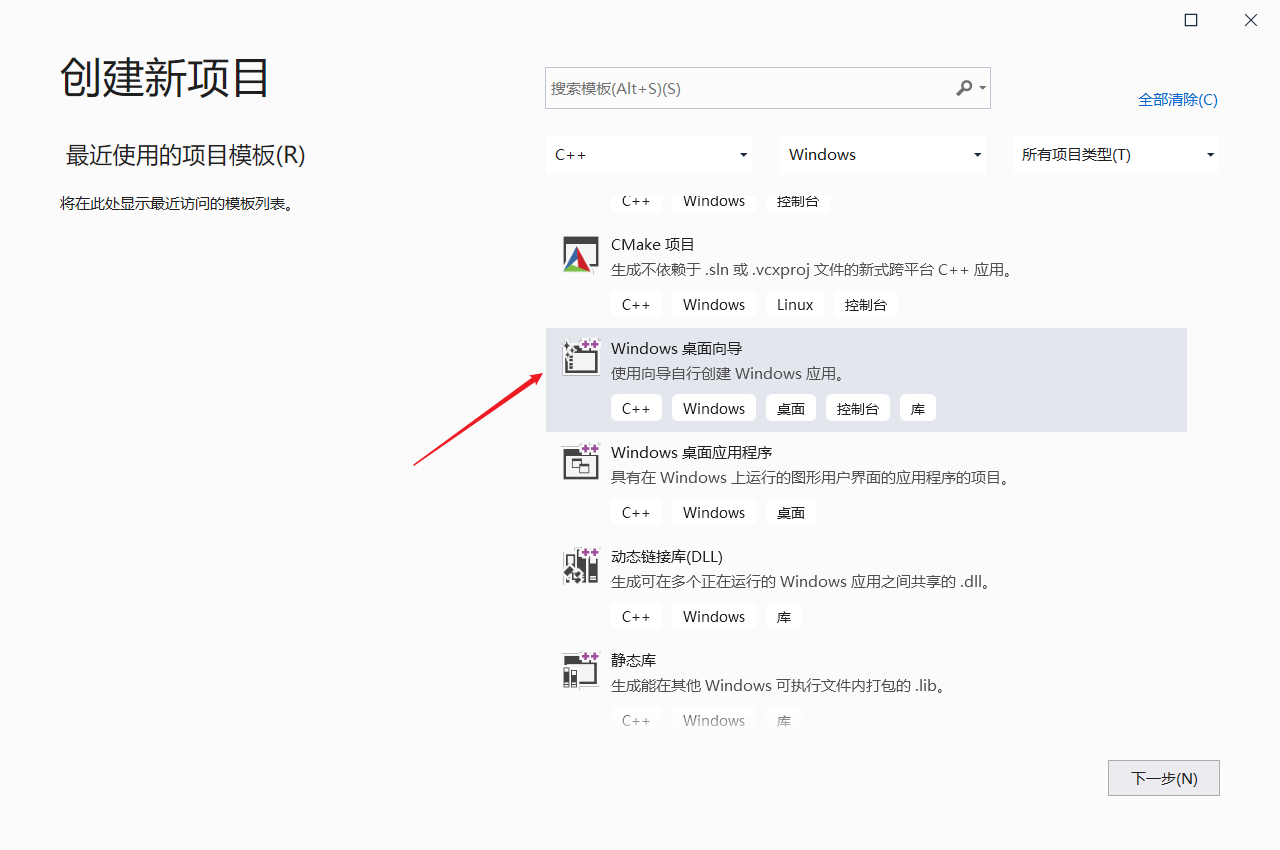 创建新项目
最近使用的项目模板(R)
将在此处显示最近访问的模板列表。
搜索模板(Alt+S)(S)
全部清除(C)
C++ Windows 所有项目类型(T)
C++ Windows 控制台
CMake 项目
生成不依赖于 .sln 或 .vcxproj 文件的新式跨平台 C++ 应用。
C++ Windows Linux 控制台
Windows 桌面向导
使用向导自行创建 Windows 应用。
C++ Windows 桌面 控制台 库
Windows 桌面应用程序
具有在 Windows 上运行的图形用户界面的应用程序的项目。
C++ Windows 桌面
动态链接库(DLL)
生成可在多个正在运行的 Windows 应用之间共享的 .dll。
C++ Windows 库
静态库
生成能在其他 Windows 可执行文件内打包的 .lib。
C++ Windows 库
下一步(N)